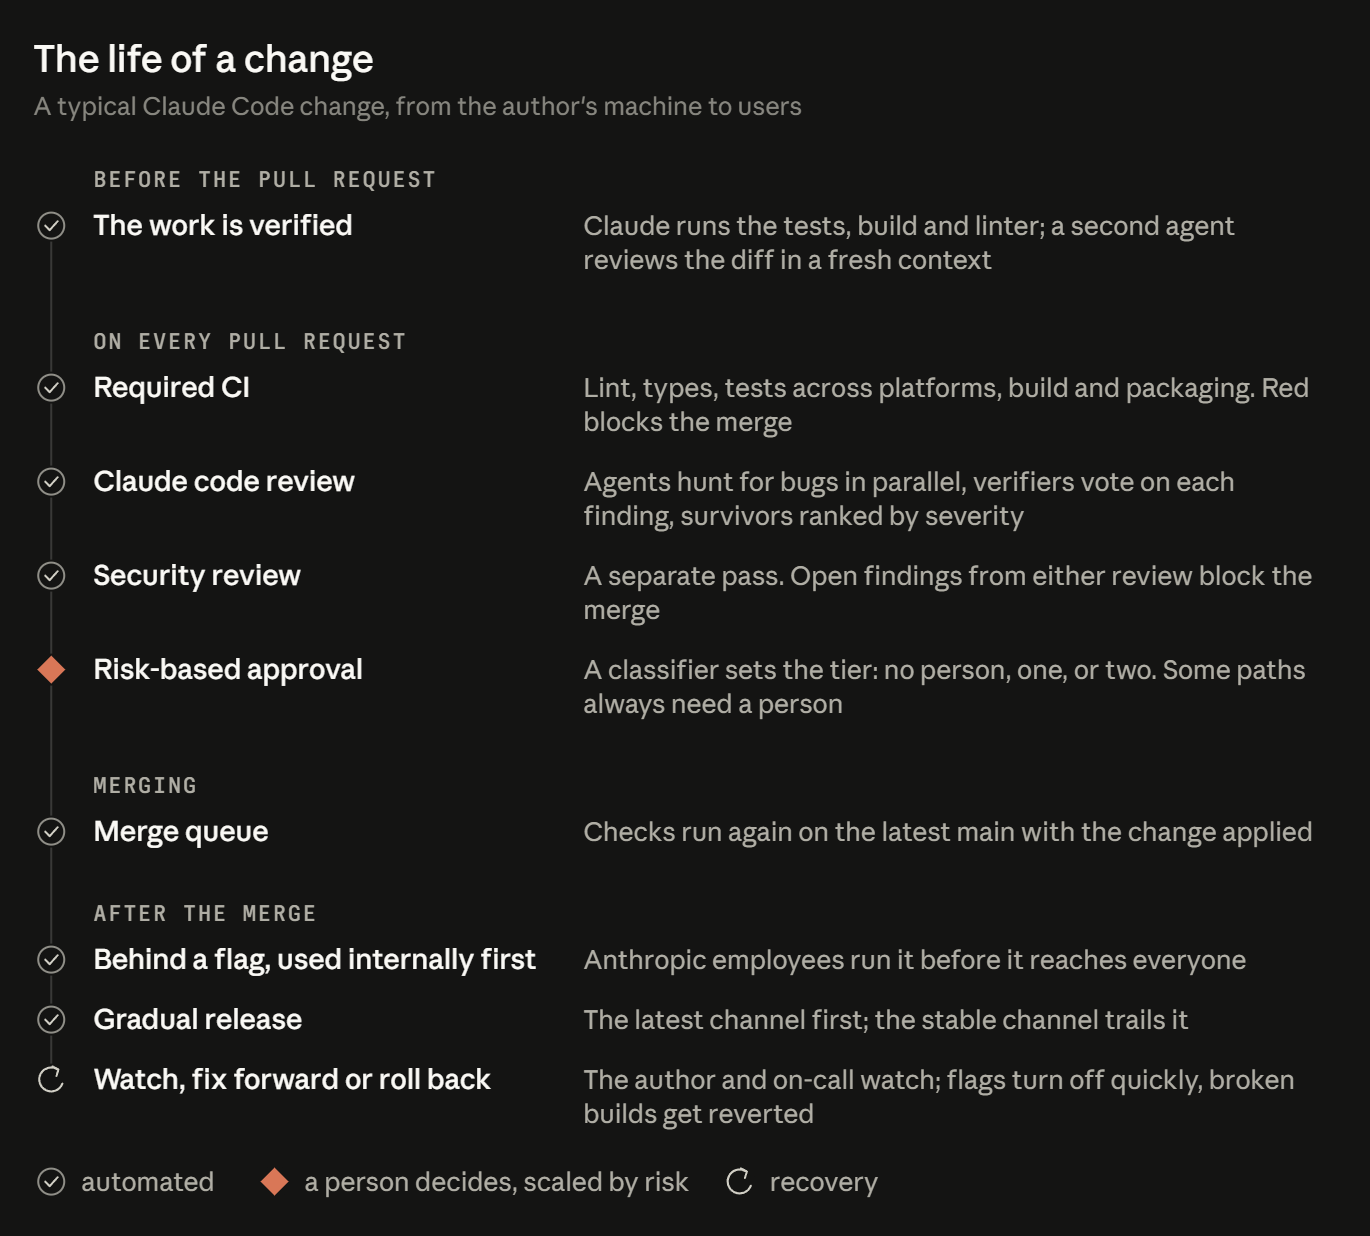 The life of a change
A typical Claude Code change, from the author's machine to users
BEFORE THE PULL REQUEST
The work is verified
Claude runs the tests, build and linter; a second agent
reviews the diff in a fresh context
ON EVERY PULL REQUEST
Required CI
Lint, types, tests across platforms, build and packaging. Red
blocks the merge
Claude code review
Agents hunt for bugs in parallel, verifiers vote on each
finding, survivors ranked by severity
Security review
A separate pass. Open findings from either review block the
merge
Risk-based approval
A classifier sets the tier: no person, one, or two. Some paths
always need a person
MERGING
Merge queue
Checks run again on the latest main with the change applied
AFTER THE MERGE
Behind a flag, used internally first
Anthropic employees run it before it reaches everyone
Gradual release
The latest channel first; the stable channel trails it
Watch, fix forward or roll back
The author and on-call watch; flags turn off quickly, broken
builds get reverted
automated
a person decides, scaled by risk
recovery